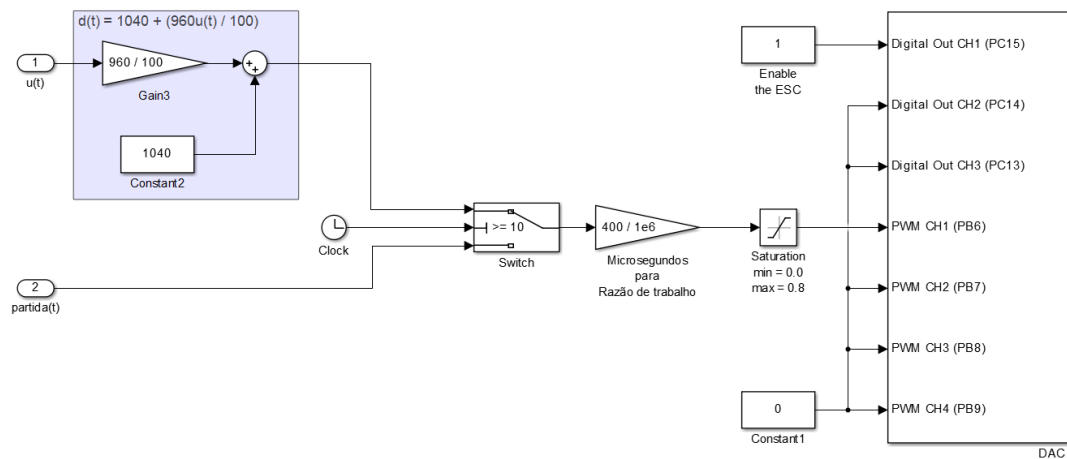 d(t) = 1040 + (960u(t) / 100)
1
u(t)
960 / 100
Gain3
1040
Constant2
Clock
2
partida(t)
>= 10
Switch
400 / 1e6
Microsegundos
para
Razão de trabalho
Saturation
min = 0.0
max = 0.8
1
Enable
the ESC
0
Constant1
Digital Out CH1 (PC15)
Digital Out CH2 (PC14)
Digital Out CH3 (PC13)
PWM CH1 (PB6)
PWM CH2 (PB7)
PWM CH3 (PB8)
PWM CH4 (PB9)
DAC